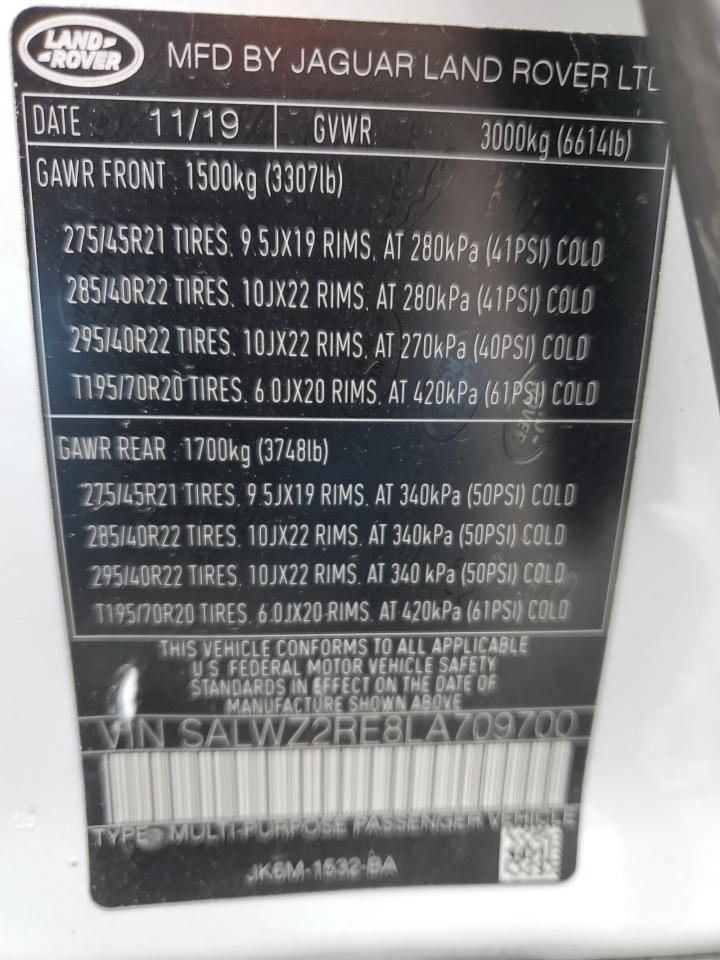 LAND-
-ROVER
MFD BY JAGUAR LAND ROVER LTD
DATE : 11/19 GVWR 3000kg (6614lb)
GAWR FRONT : 1500kg (3307lb)
275/45R21 TIRES, 9.5JX19 RIMS, AT 280kPa (41PSI) COLD
285/40R22 TIRES, 10JX22 RIMS, AT 280kPa (41PSI) COLD
295/40R22 TIRES, 10JX22 RIMS, AT 270kPa (40PSI) COLD
T195/70R20 TIRES, 6.0JX20 RIMS, AT 420kPa (61PSI) COLD
GAWR REAR : 1700kg (3748lb)
275/45R21 TIRES, 9.5JX19 RIMS, AT 340kPa (50PSI) COLD
285/40R22 TIRES, 10JX22 RIMS, AT 340kPa (50PSI) COLD
295/40R22 TIRES, 10JX22 RIMS, AT 340 kPa (50PSI) COLD
T195/70R20 TIRES, 6.0JX20 RIMS, AT 420kPa (61PSI) COLD
THIS VEHICLE CONFORMS TO ALL APPLICABLE
U.S. FEDERAL MOTOR VEHICLE SAFETY
STANDARDS IN EFFECT ON THE DATE OF
MANUFACTURE SHOWN ABOVE
VIN SALWZ2RE8LA709700
TYPE: MULTI-PURPOSE PASSENGER VEHICLE
JK6M-1532-BA